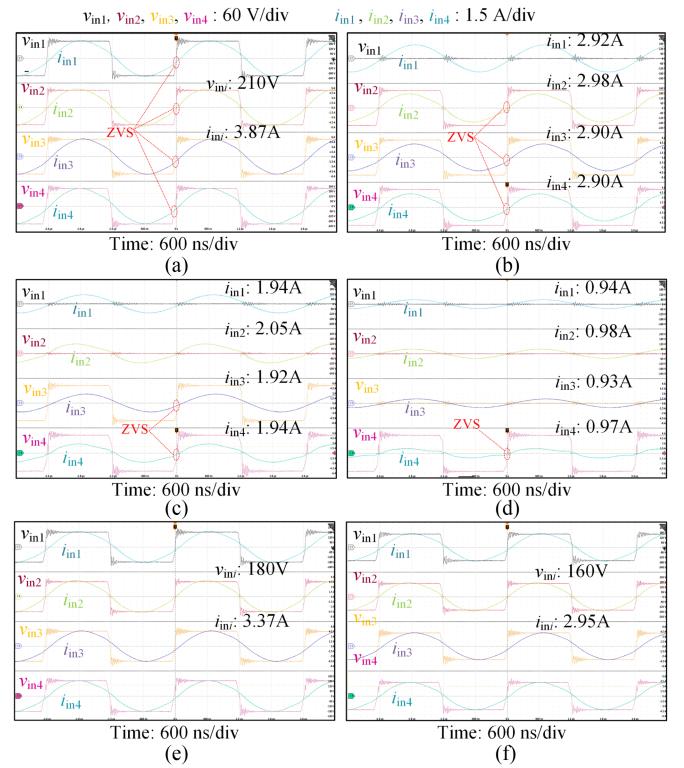 vin1, vin2, vin3, vin4 : 60 V/div iin1 , iin2, iin3, iin4 : 1.5 A/div
vin1
iin1
vin2
vini: 210V
iin2
ZVS
vin3
iini: 3.87A
iin3
vin4
iin4
Time: 600 ns/div
(a)
vin1
iin1: 2.92A
iin1
vin2
iin2: 2.98A
iin2
ZVS
vin3
iin3: 2.90A
iin3
vin4
iin4: 2.90A
iin4
Time: 600 ns/div
(b)
vin1
iin1: 1.94A
iin1
iin2: 2.05A
vin2
iin2
iin3: 1.92A
vin3
iin3
ZVS
iin4: 1.94A
vin4
iin4
Time: 600 ns/div
(c)
vin1
iin1: 0.94A
iin1
iin2: 0.98A
vin2
iin2
iin3: 0.93A
vin3
iin3
ZVS
iin4: 0.97A
vin4
iin4
Time: 600 ns/div
(d)
vin1
iin1
vini: 180V
vin2
iin2
iini: 3.37A
vin3
iin3
vin4
iin4
Time: 600 ns/div
(e)
vin1
iin1
vini: 160V
vin2
iin2
vin3
iini: 2.95A
iin3
vin4
iin4
Time: 600 ns/div
(f)